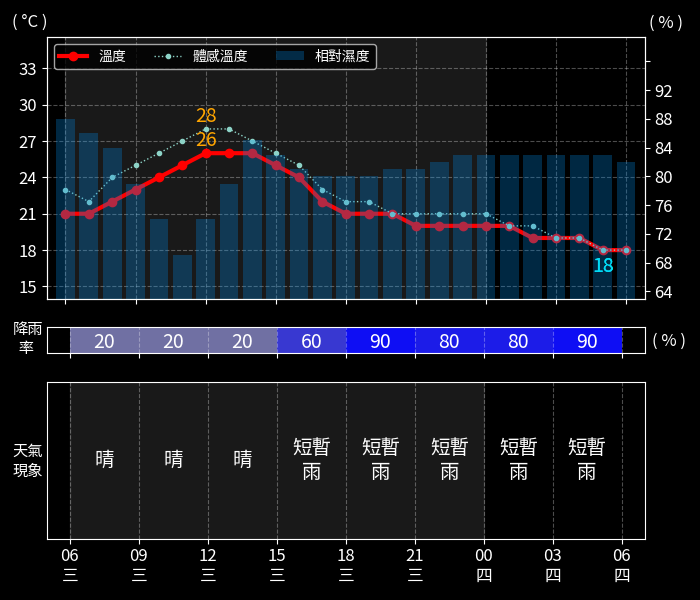 ( °C )
( % )
溫度 體感溫度 相對濕度
33
30
27
24
21
18
15
92
88
84
80
76
72
68
64
28
26
18
降雨
率
20 20 20 60 90 80 80 90
( % )
天氣
現象
晴 晴 晴 短暫 短暫 短暫 短暫 短暫
雨 雨 雨 雨 雨
06 09 12 15 18 21 00 03 06
三 三 三 三 三 三 四 四 四